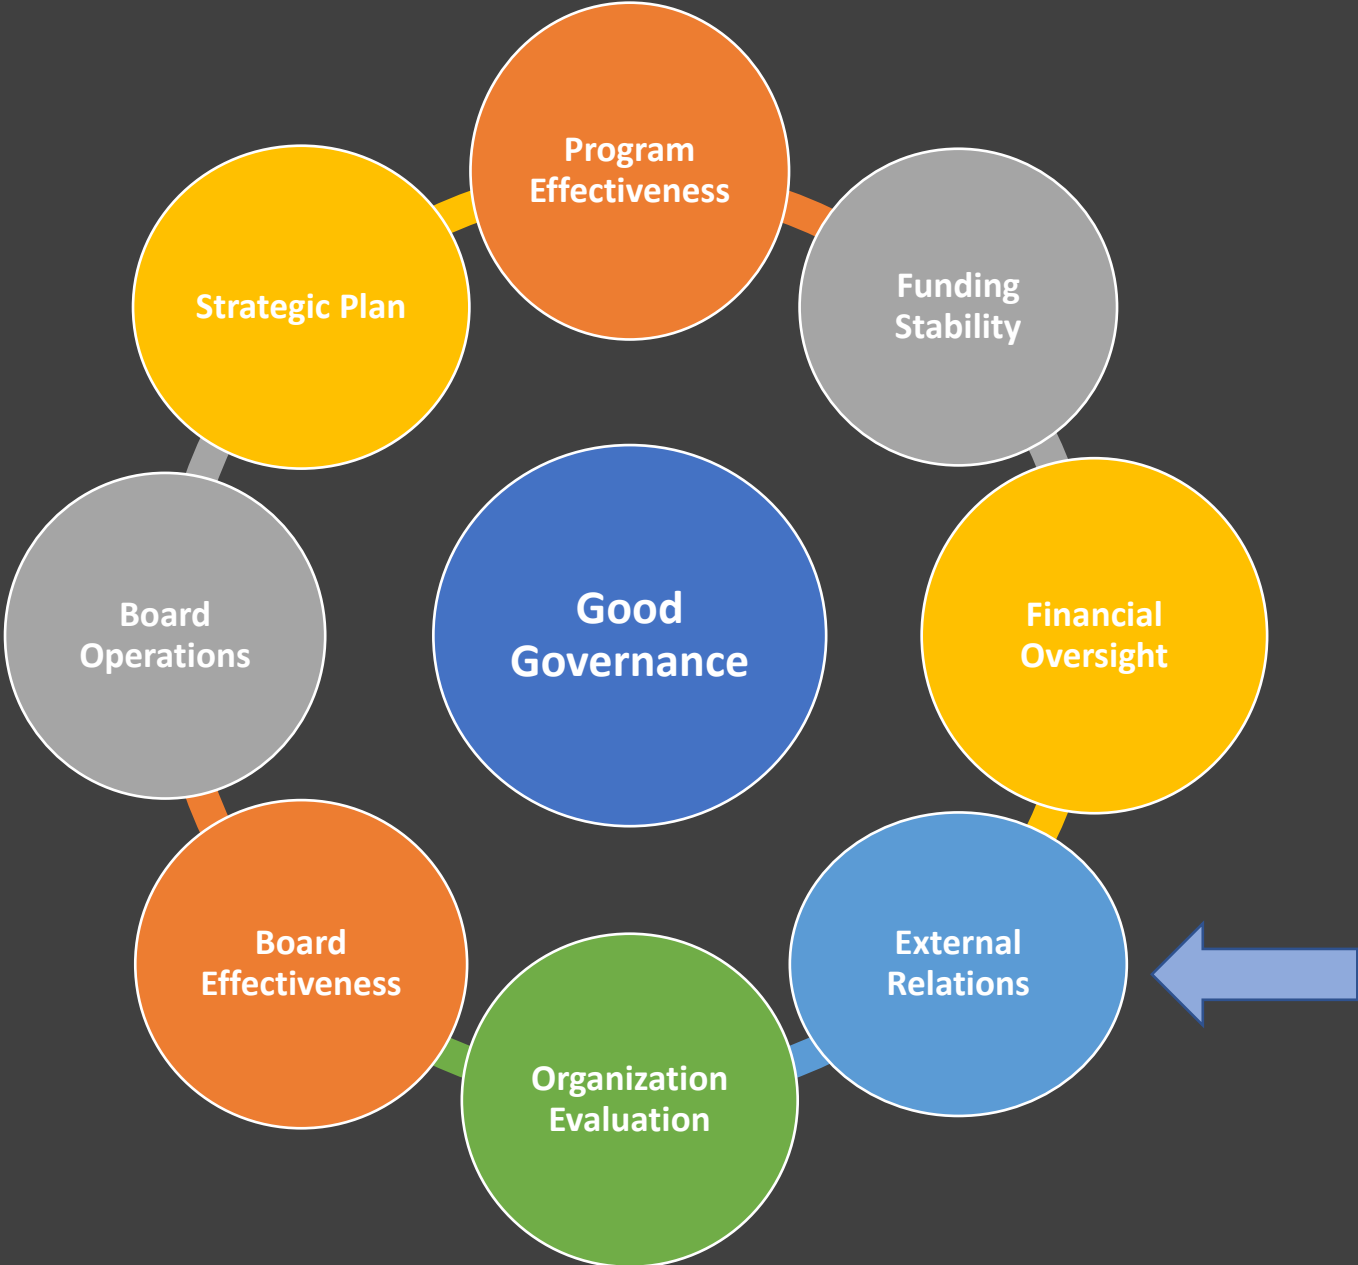 Program
Effectiveness
Funding
Stability
Financial
Oversight
External
Relations
Organization
Evaluation
Board
Effectiveness
Board
Operations
Strategic Plan
Good
Governance